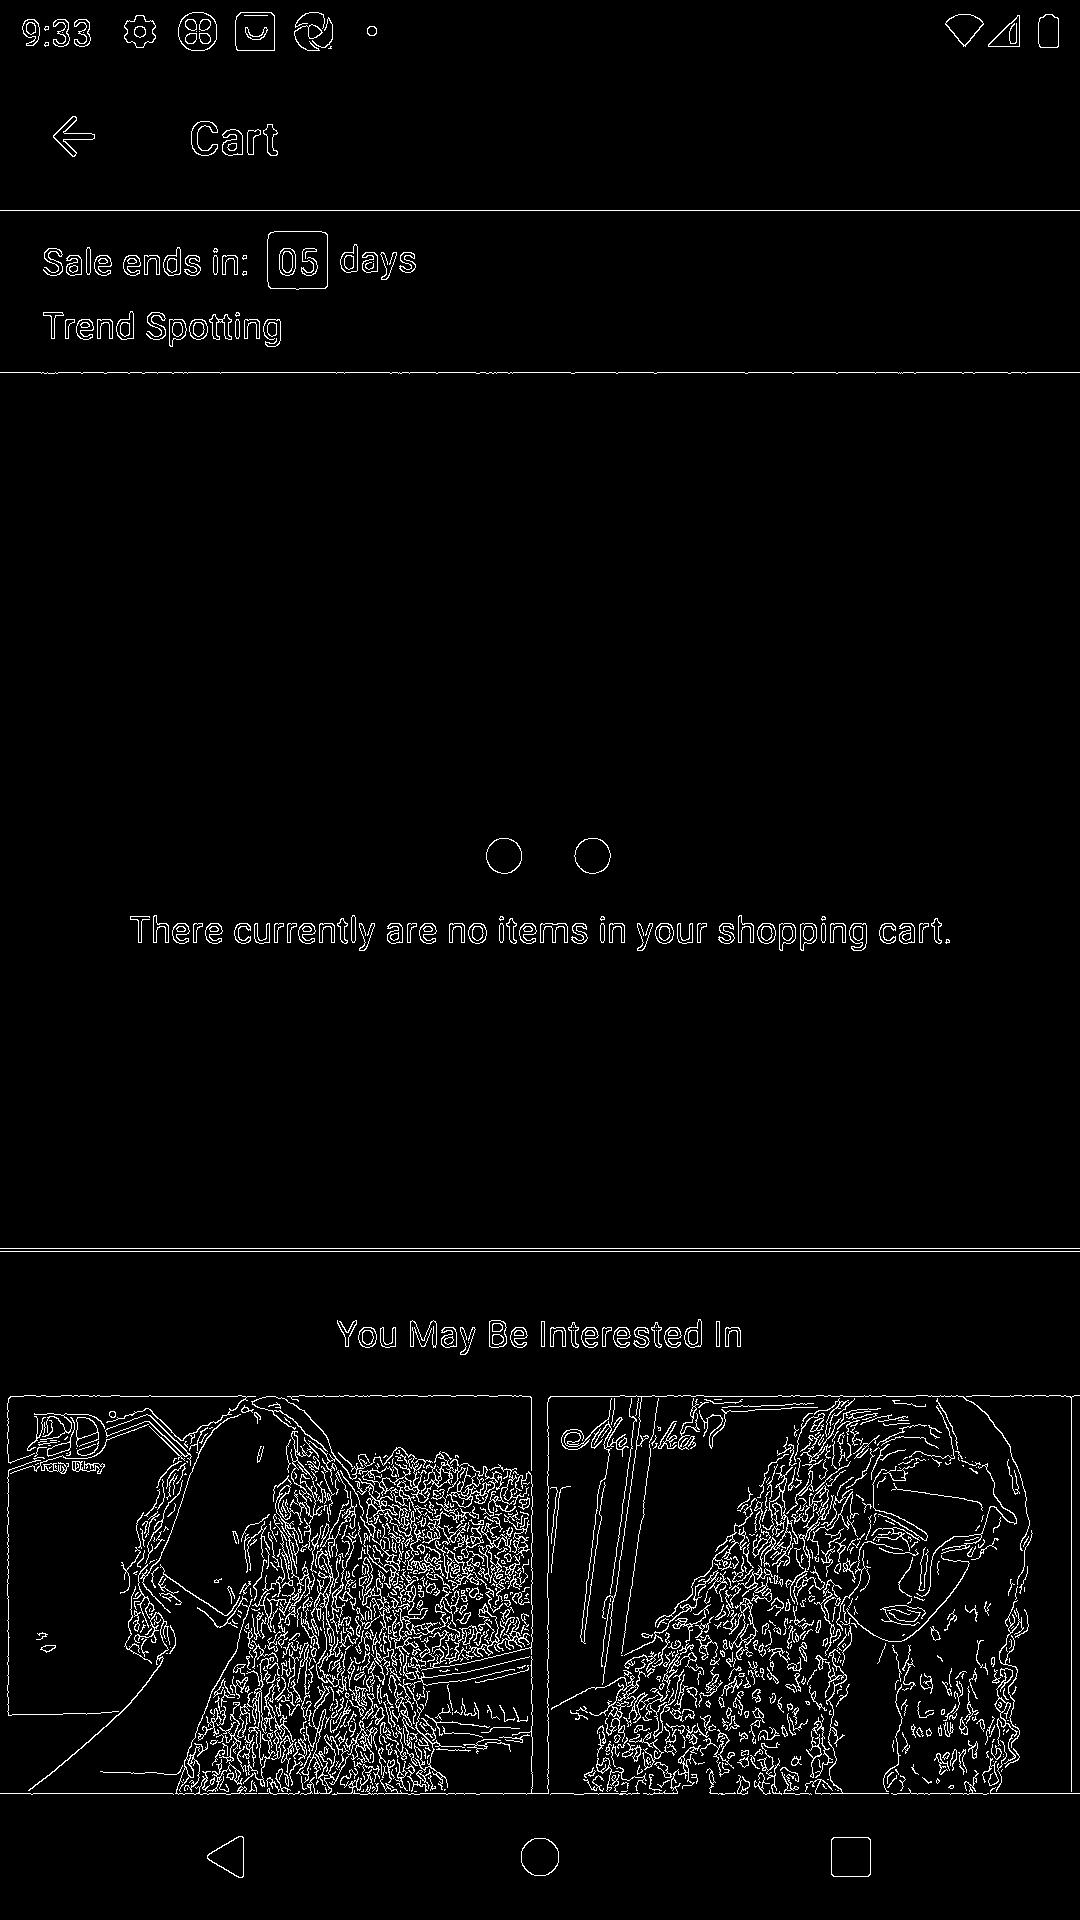 9:33
Cart
Sale ends in: 05 days
Trend Spotting
There currently are no items in your shopping cart.
You May Be Interested In
PD
Pretty Diary
Morika